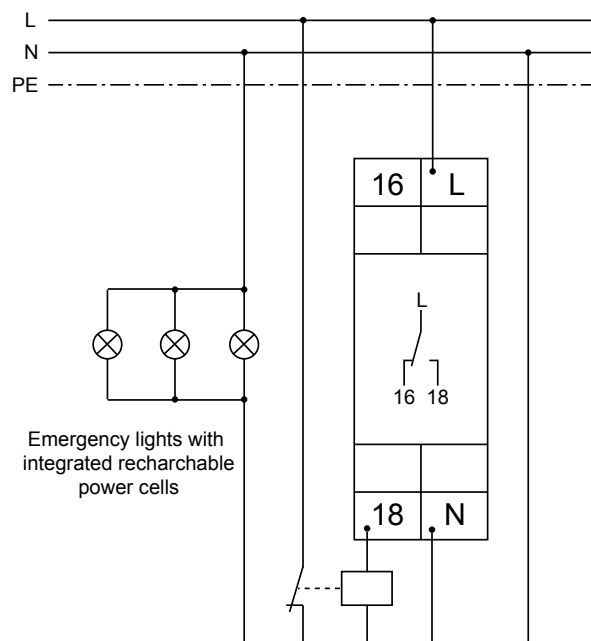 L
N
PE
16 L
L
16 18
Emergency lights with
integrated recharchable
power cells
18 N